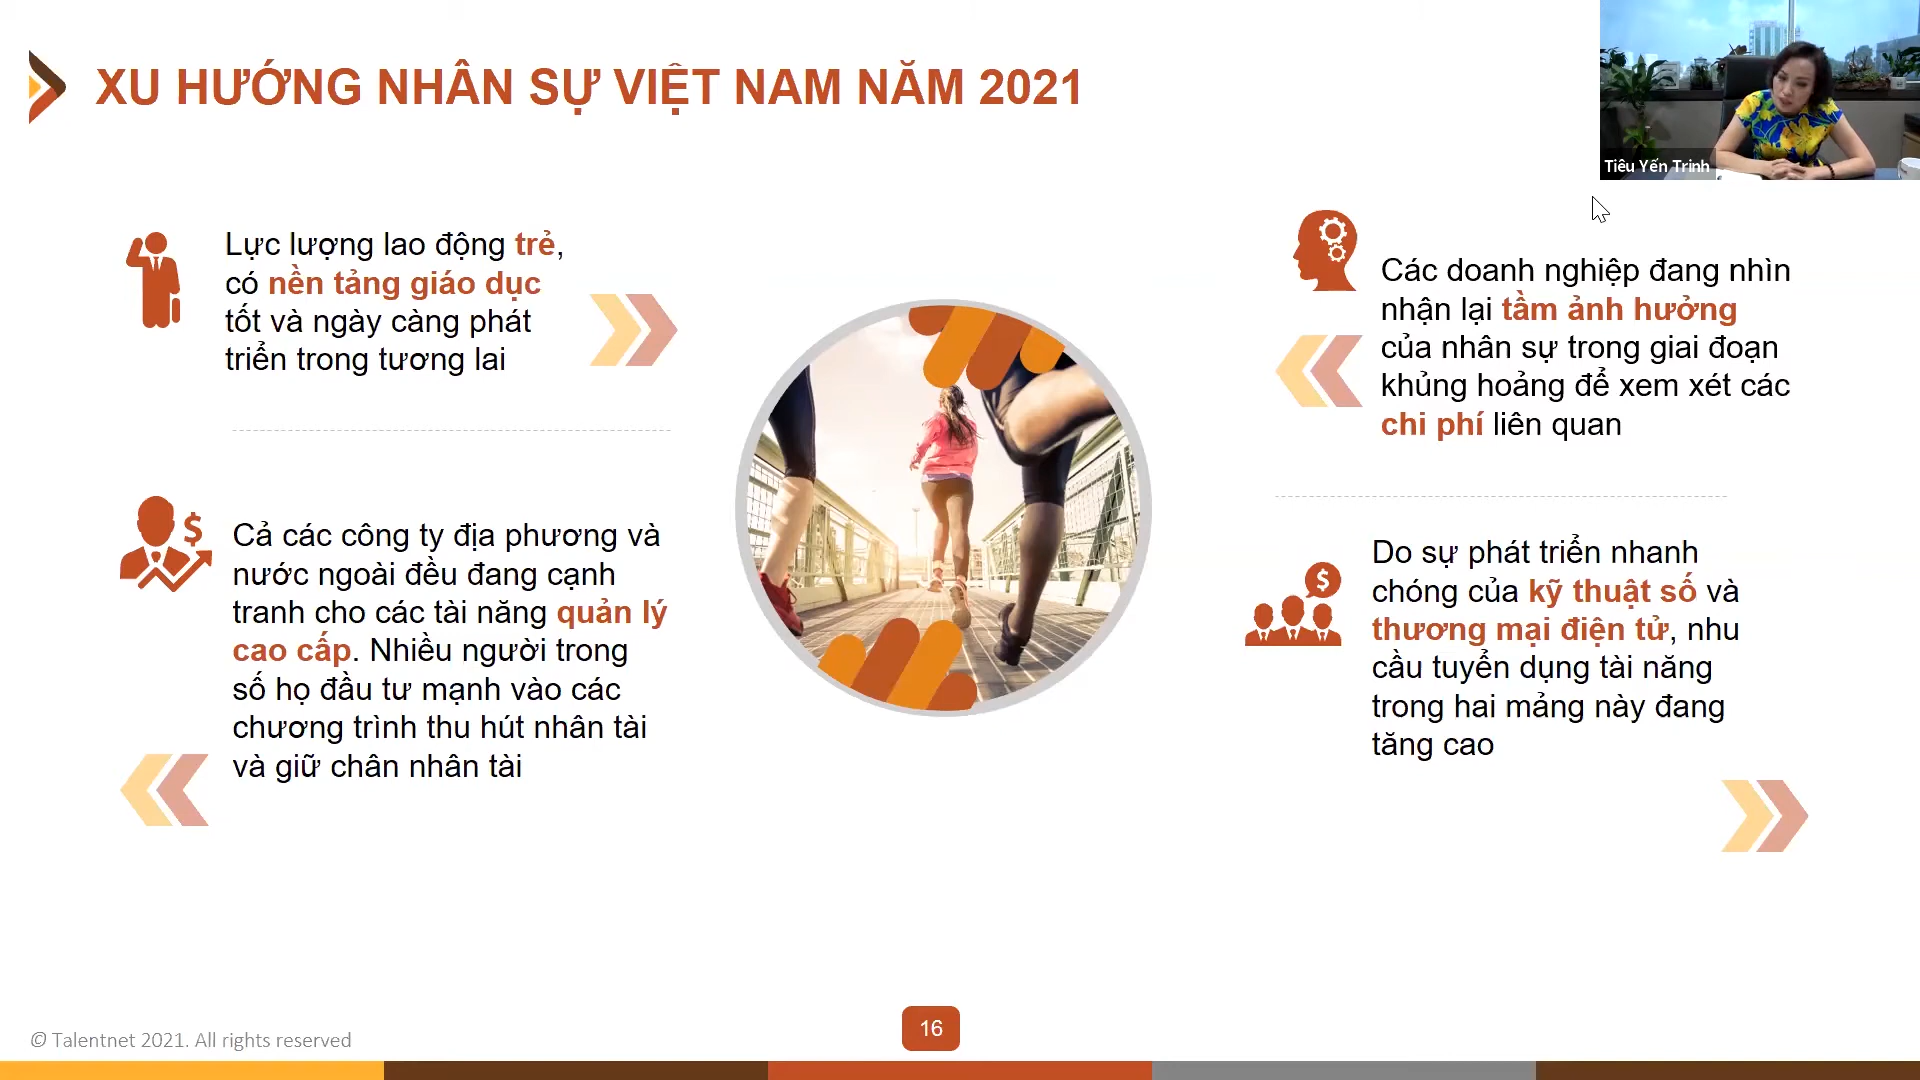 XU HƯỚNG NHÂN SỰ VIỆT NAM NĂM 2021
Tiêu Yến Trinh
Lực lượng lao động trẻ,
có nền tảng giáo dục
tốt và ngày càng phát
triển trong tương lai
Cả các công ty địa phương và
nước ngoài đều đang cạnh
tranh cho các tài năng quản lý
cao cấp. Nhiều người trong
số họ đầu tư mạnh vào các
chương trình thu hút nhân tài
và giữ chân nhân tài
Các doanh nghiệp đang nhìn
nhận lại tầm ảnh hưởng
của nhân sự trong giai đoạn
khủng hoảng để xem xét các
chi phí liên quan
Do sự phát triển nhanh
chóng của kỹ thuật số và
thương mại điện tử, nhu
cầu tuyển dụng tài năng
trong hai mảng này đang
tăng cao
© Talentnet 2021. All rights reserved
16